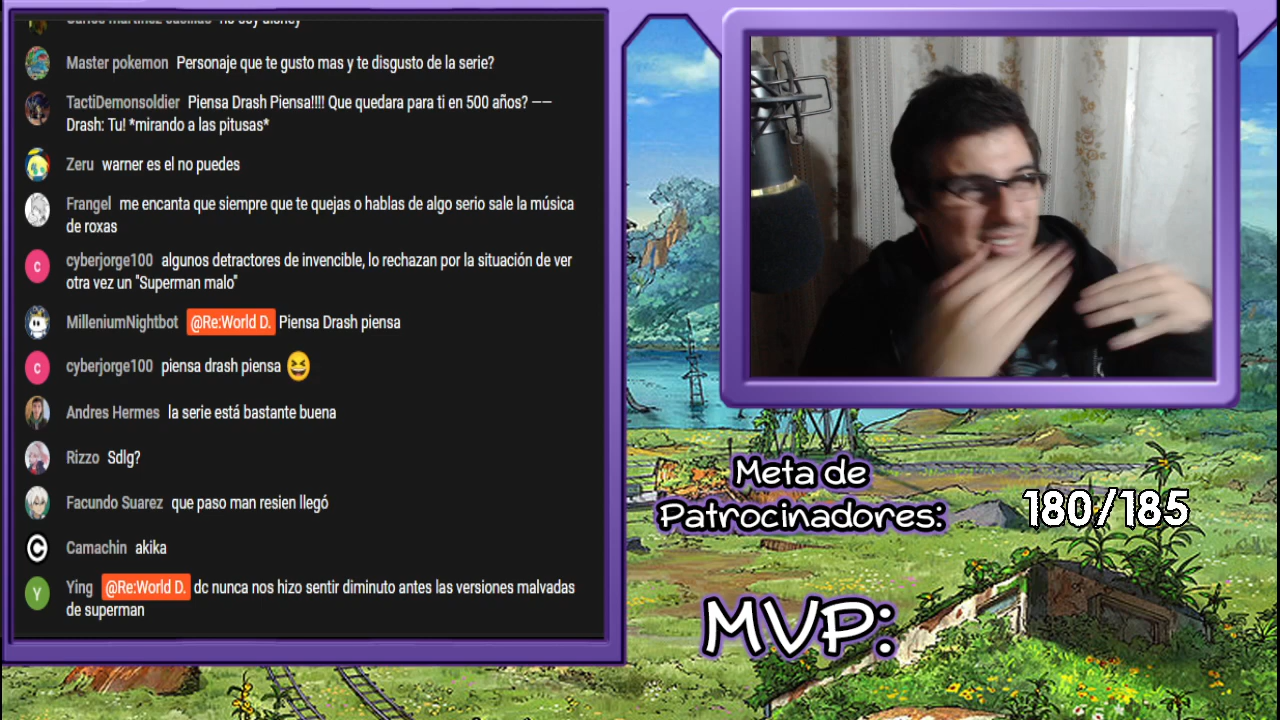 Carlos martinez casillas no soy disney
Master pokemon Personaje que te gusto mas y te disgusto de la serie?
TactiDemonsoldier Piensa Drash Piensa!!!! Que quedara para ti en 500 años? ——
Drash: Tu! *mirando a las pitusas*
Zeru warner es el no puedes
Frangel me encanta que siempre que te quejas o hablas de algo serio sale la música
de roxas
C cyberjorge100 algunos detractores de invencible, lo rechazan por la situación de ver
otra vez un "Superman malo"
MilleniumNightbot @Re:World D. Piensa Drash piensa
C cyberjorge100 piensa drash piensa 😆
Andres Hermes la serie está bastante buena
Rizzo Sdlg?
Facundo Suarez que paso man resien llegó
Camachin akika
Y Ying @Re:World D. dc nunca nos hizo sentir diminuto antes las versiones malvadas
de superman
Meta de
Patrocinadores:
180/185
MVP: